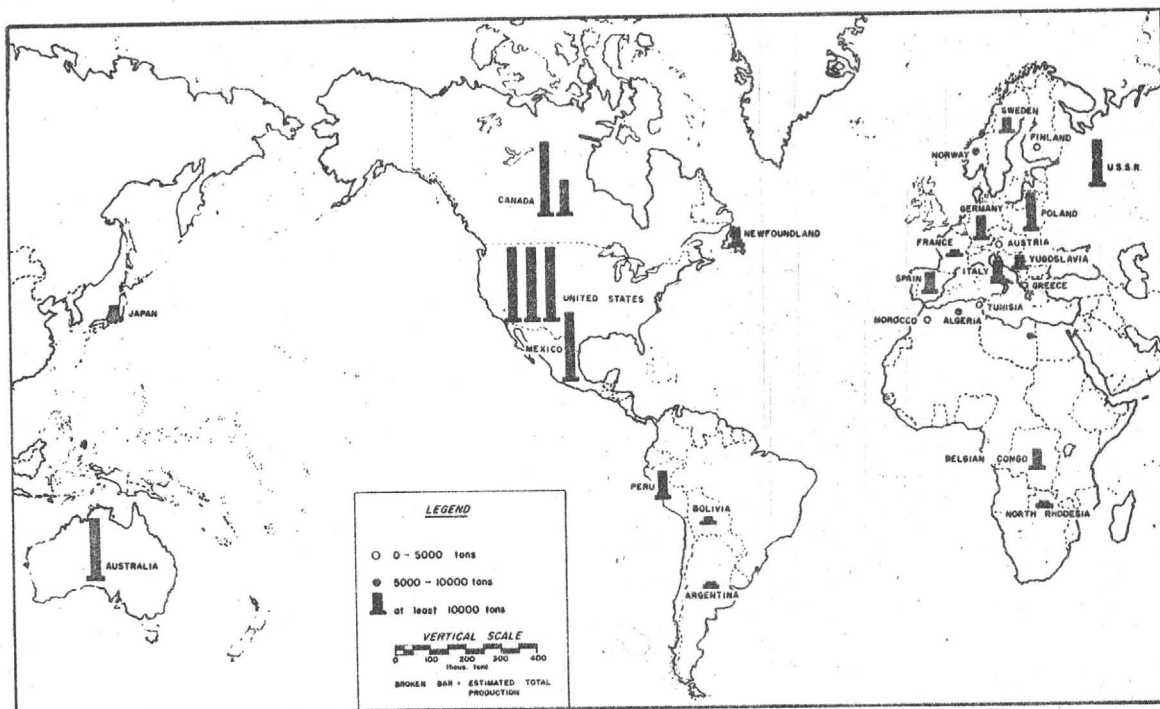 SWEDEN
FINLAND
NORWAY
U.S.S.R.
CANADA
GERMANY
POLAND
NEWFOUNDLAND
FRANCE
AUSTRIA
YUGOSLAVIA
SPAIN
ITALY
GREECE
UNITED STATES
TUNISIA
JAPAN
MOROCCO
ALGERIA
MEXICO
BELGIAN CONGO
PERU
BOLIVIA
NORTH RHODESIA
AUSTRALIA
ARGENTINA
LEGEND
0 - 5000 tons
5000 - 10000 tons
at least 10000 tons
VERTICAL SCALE
0 100 200 300 400
(thous. tons)
BROKEN BAR = ESTIMATED TOTAL
PRODUCTION